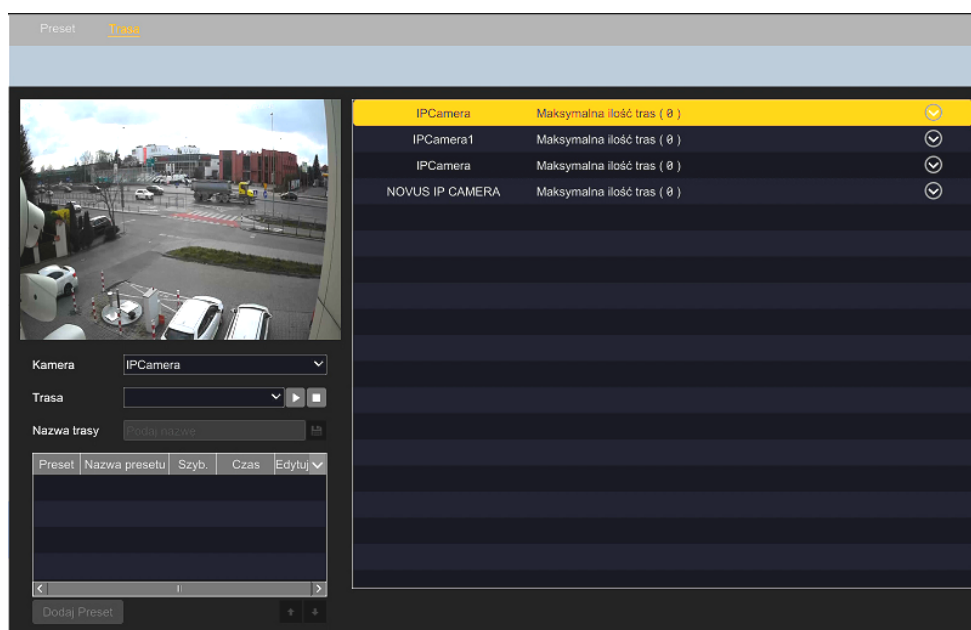 Preset Trasa
IPCamera Maksymalna ilość tras ( 0 )
IPCamera1 Maksymalna ilość tras ( 0 )
IPCamera Maksymalna ilość tras ( 0 )
NOVUS IP CAMERA Maksymalna ilość tras ( 0 )
Kamera IPCamera
Trasa
Nazwa trasy Podaj nazwe
Preset Nazwa presetu Szyb. Czas Edytuj
Dodaj Preset